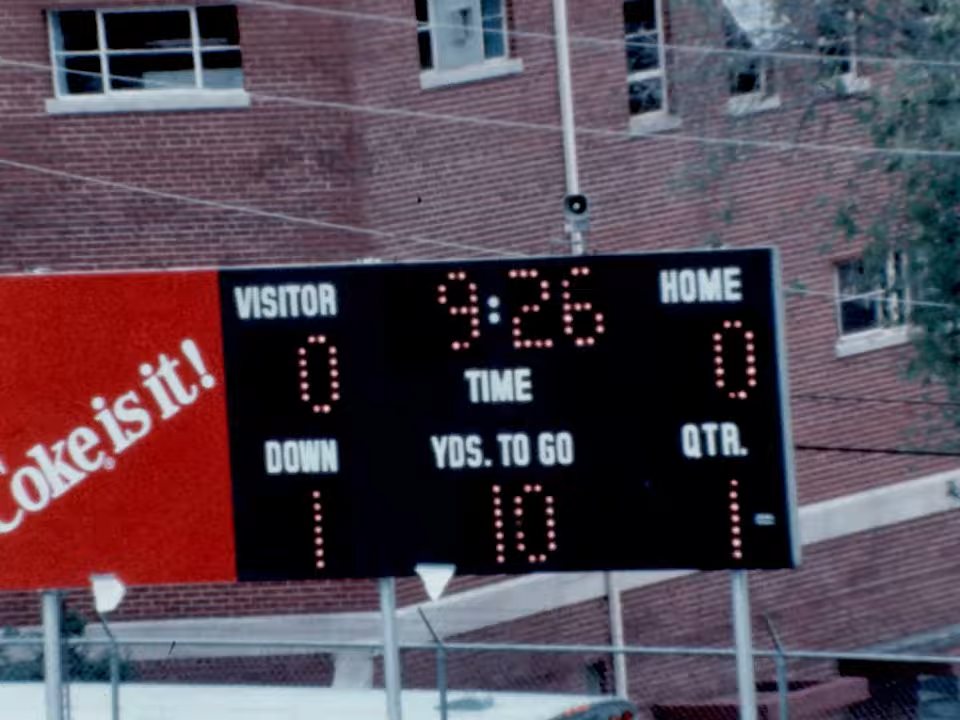 Coke is it!
VISITOR 9:26 HOME
0 TIME 0
DOWN YDS. TO GO QTR.
1 10 1